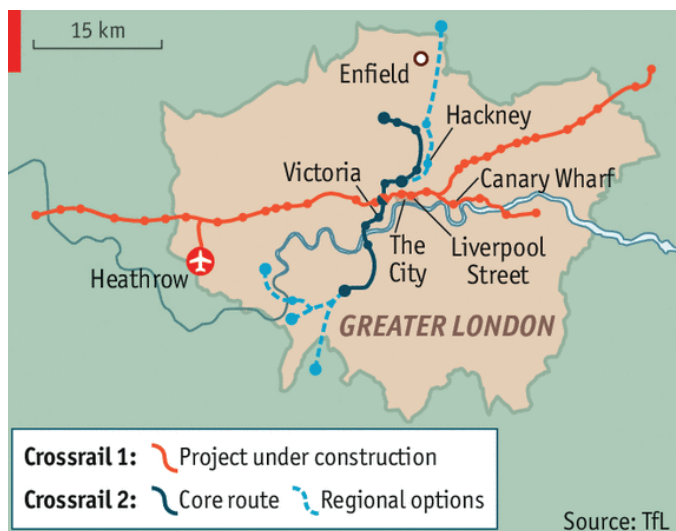 15 km
Enfield
Hackney
Victoria
Canary Wharf
The
City
Liverpool
Street
Heathrow
GREATER LONDON
Crossrail 1: Project under construction
Crossrail 2: Core route Regional options
Source: TfL